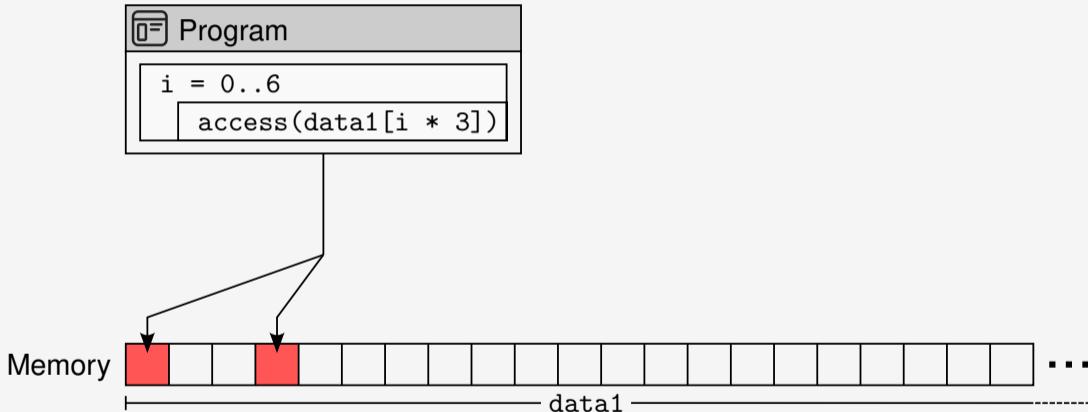 Program
i = 0..6
access(data1[i * 3])
Memory
...
data1